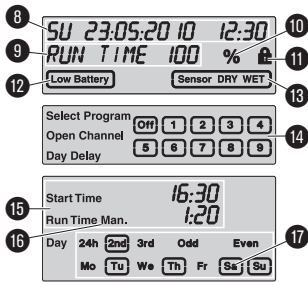 8 SU 23:05:2010 12:30 10
9 RUN TIME 100 % 11
12 Low Battery Sensor DRY WET 13
Select Program Off 1 2 3 4
Open Channel 14
Day Delay 5 6 7 8 9
15 Start Time 16:30
16 Run Time Man. 1:20
Day 24h 2nd 3rd Odd Even 17
Mo Tu We Th Fr Sa Su